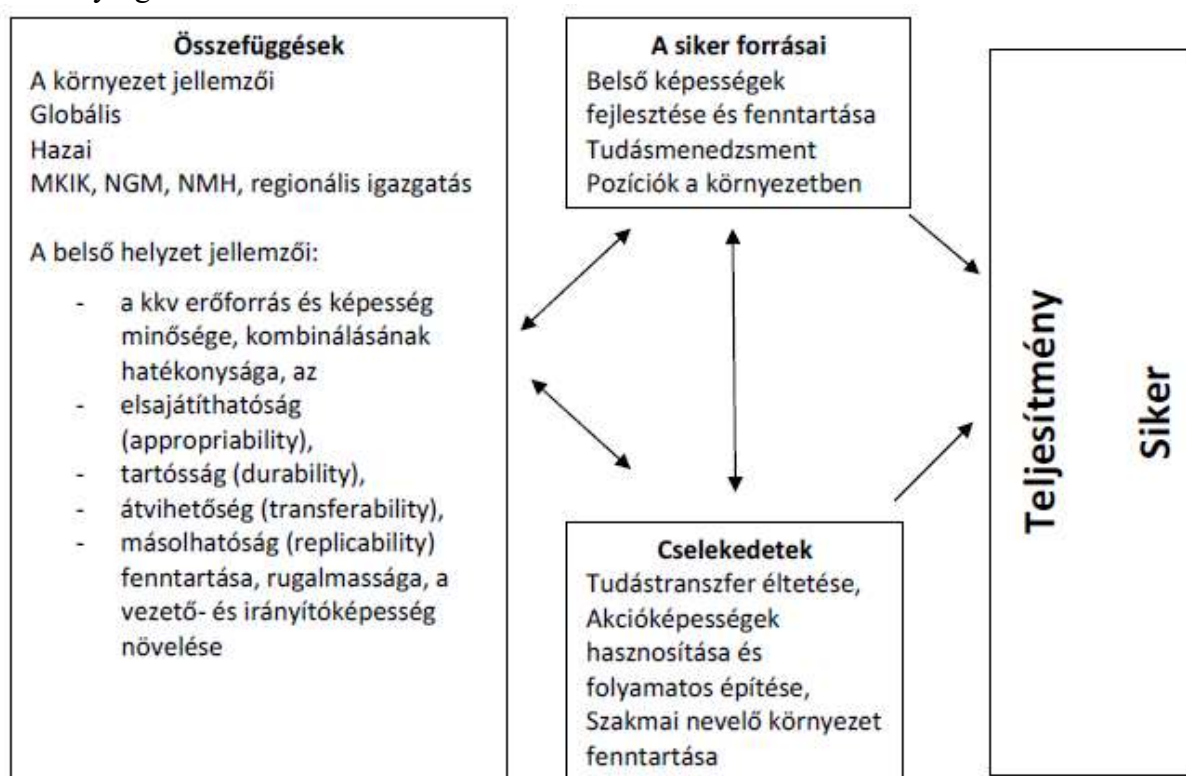 Összefüggések
A környezet jellemzői
Globális
Hazai
MKIK, NGM, NMH, regionális igazgatás
A belső helyzet jellemzői:
- a kkv erőforrás és képesség
minősége, kombinálásának
hatékonysága, az
- elsajátíthatóság
(appropriability),
- tartósság (durability),
- átvihetőség (transferability),
- másolhatóság (replicability)
fenntartása, rugalmassága, a
vezető- és irányítóképesség
növelése
A siker forrásai
Belső képességek
fejlesztése és fenntartása
Tudásmenedzsment
Pozíciók a környezetben
Cselekedetek
Tudástranszfer éltetése,
Akcióképességek
hasznosítása és
folyamatos építése,
Szakmai nevelő környezet
fenntartása
Teljesítmény
Siker